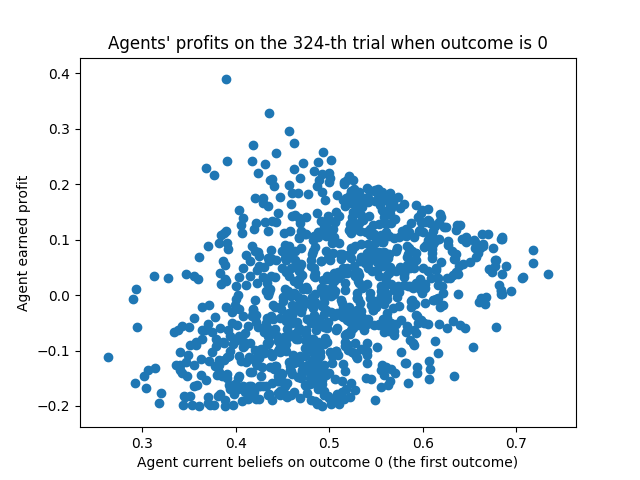 Agents' profits on the 324-th trial when outcome is 0
0.4
0.3
0.2
0.1
0.0
−0.1
−0.2
Agent earned profit
0.3 0.4 0.5 0.6 0.7
Agent current beliefs on outcome 0 (the first outcome)